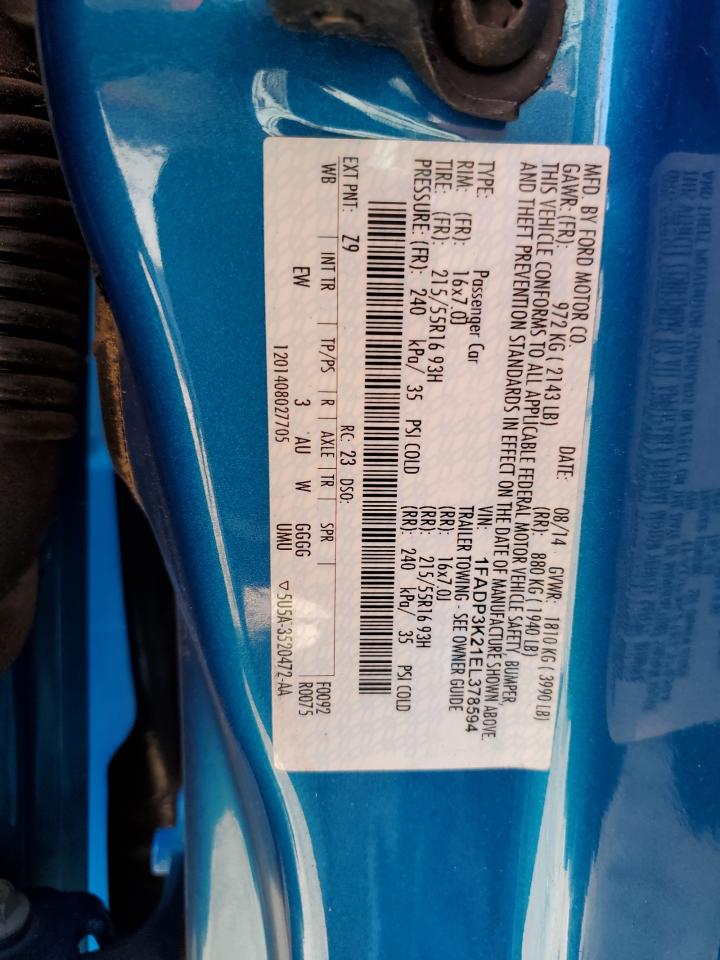 MFD. BY FORD MOTOR CO.
DATE: 08/14 GVWR: 1810 KG ( 3990 LB)
GAWR: (FR): 972 KG ( 2143 LB) (RR): 880 KG ( 1940 LB)
THIS VEHICLE CONFORMS TO ALL APPLICABLE FEDERAL MOTOR VEHICLE SAFETY, BUMPER,
AND THEFT PREVENTION STANDARDS IN EFFECT ON THE DATE OF MANUFACTURE SHOWN ABOVE.
VIN: 1FADP3K21EL378594
TYPE: Passenger Car TRAILER TOWING - SEE OWNER GUIDE
RIM: (FR): 16x7.0J (RR): 16x7.0J
TIRE: (FR): 215/55R16 93H (RR): 215/55R16 93H
PRESSURE: (FR): 240 kPa/ 35 PSI COLD (RR): 240 kPa/ 35 PSI COLD
EXT PNT: Z9 RC: 23 DSO: F0092
WB INT TR TP/PS R AXLE TR SPR R0075
EW 3 AU W GGGG
UMU
1201408027705 ▽ 5U5A-3520472-AA